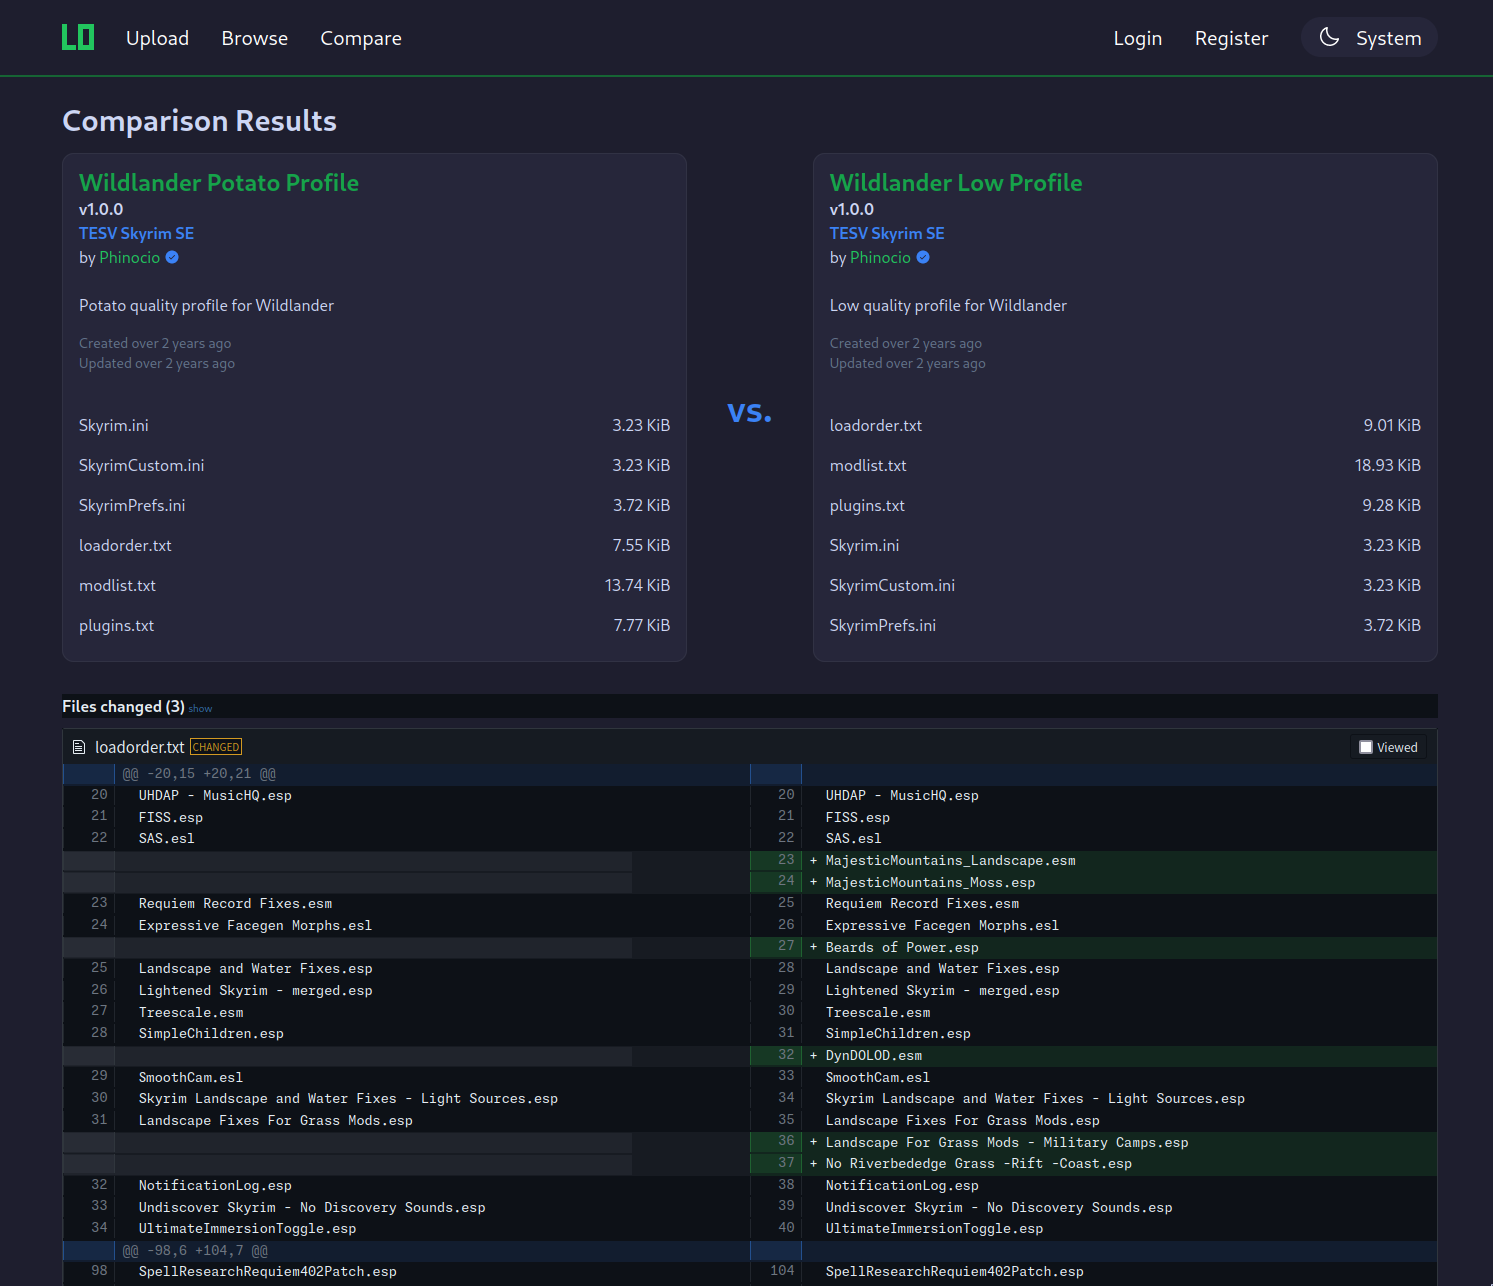 LO Upload Browse Compare Login Register System
Comparison Results
Wildlander Potato Profile
v1.0.0
TESV Skyrim SE
by Phinocio
Potato quality profile for Wildlander
Created over 2 years ago
Updated over 2 years ago
Skyrim.ini 3.23 KiB
SkyrimCustom.ini 3.23 KiB
SkyrimPrefs.ini 3.72 KiB
loadorder.txt 7.55 KiB
modlist.txt 13.74 KiB
plugins.txt 7.77 KiB
vs.
Wildlander Low Profile
v1.0.0
TESV Skyrim SE
by Phinocio
Low quality profile for Wildlander
Created over 2 years ago
Updated over 2 years ago
loadorder.txt 9.01 KiB
modlist.txt 18.93 KiB
plugins.txt 9.28 KiB
Skyrim.ini 3.23 KiB
SkyrimCustom.ini 3.23 KiB
SkyrimPrefs.ini 3.72 KiB
Files changed (3) show
loadorder.txt CHANGED Viewed
@@ -20,15 +20,21 @@
20 UHDAP - MusicHQ.esp 20 UHDAP - MusicHQ.esp
21 FISS.esp 21 FISS.esp
22 SAS.esl 22 SAS.esl
23 + MajesticMountains_Landscape.esm
24 + MajesticMountains_Moss.esp
23 Requiem Record Fixes.esm 25 Requiem Record Fixes.esm
24 Expressive Facegen Morphs.esl 26 Expressive Facegen Morphs.esl
27 + Beards of Power.esp
25 Landscape and Water Fixes.esp 28 Landscape and Water Fixes.esp
26 Lightened Skyrim - merged.esp 29 Lightened Skyrim - merged.esp
27 Treescale.esm 30 Treescale.esm
28 SimpleChildren.esp 31 SimpleChildren.esp
32 + DynDOLOD.esm
29 SmoothCam.esl 33 SmoothCam.esl
30 Skyrim Landscape and Water Fixes - Light Sources.esp 34 Skyrim Landscape and Water Fixes - Light Sources.esp
31 Landscape Fixes For Grass Mods.esp 35 Landscape Fixes For Grass Mods.esp
36 + Landscape For Grass Mods - Military Camps.esp
37 + No Riverbededge Grass -Rift -Coast.esp
32 NotificationLog.esp 38 NotificationLog.esp
33 Undiscover Skyrim - No Discovery Sounds.esp 39 Undiscover Skyrim - No Discovery Sounds.esp
34 UltimateImmersionToggle.esp 40 UltimateImmersionToggle.esp
@@ -98,6 +104,7 @@
98 SpellResearchRequiem402Patch.esp 104 SpellResearchRequiem402Patch.esp